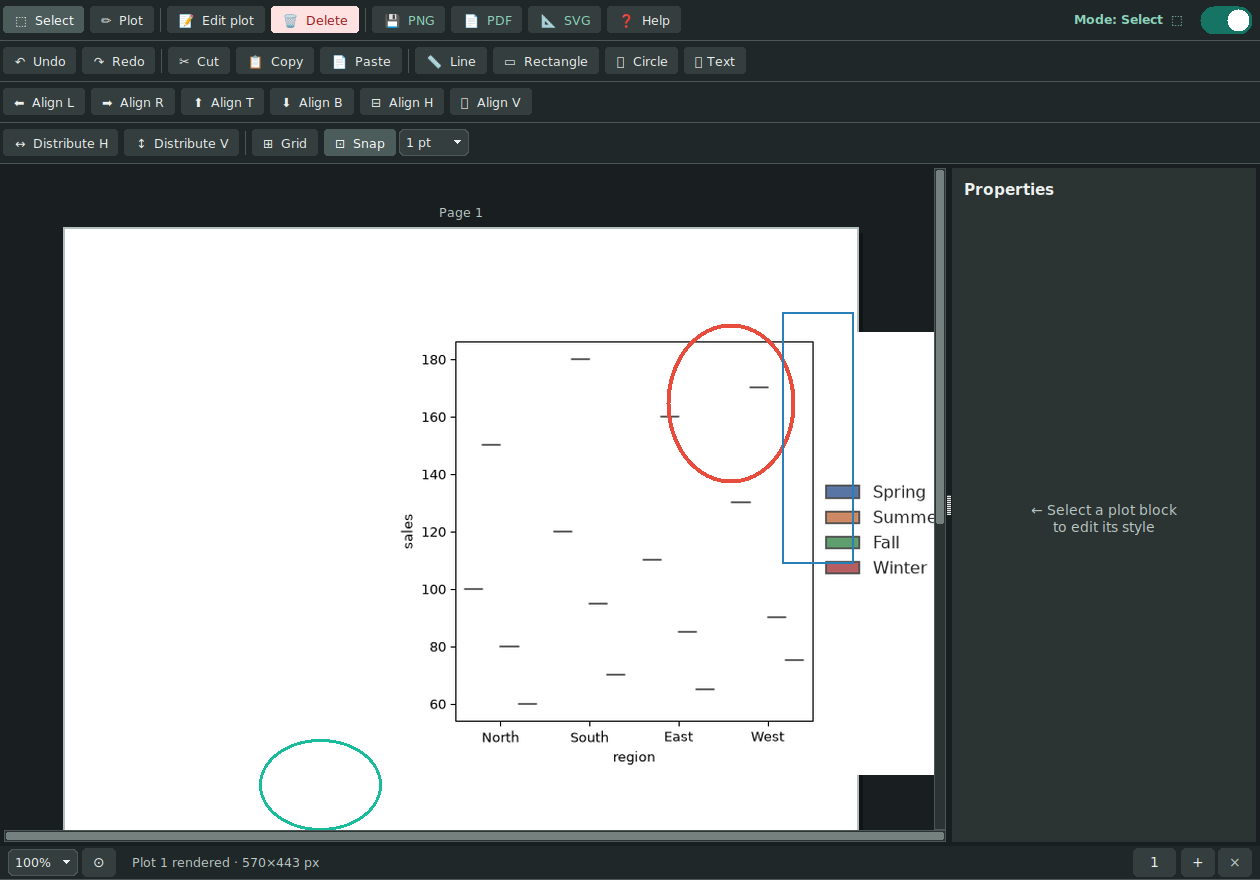 Select Plot Edit plot Delete PNG PDF SVG Help Mode: Select
Undo Redo Cut Copy Paste Line Rectangle Circle Text
Align L Align R Align T Align B Align H Align V
Distribute H Distribute V Grid Snap 1 pt
Properties
Page 1
180
160
140
120
100
80
60
sales
North South East West
region
Spring
Summe
Fall
Winter
← Select a plot block
to edit its style
100% Plot 1 rendered · 570×443 px 1 + ×